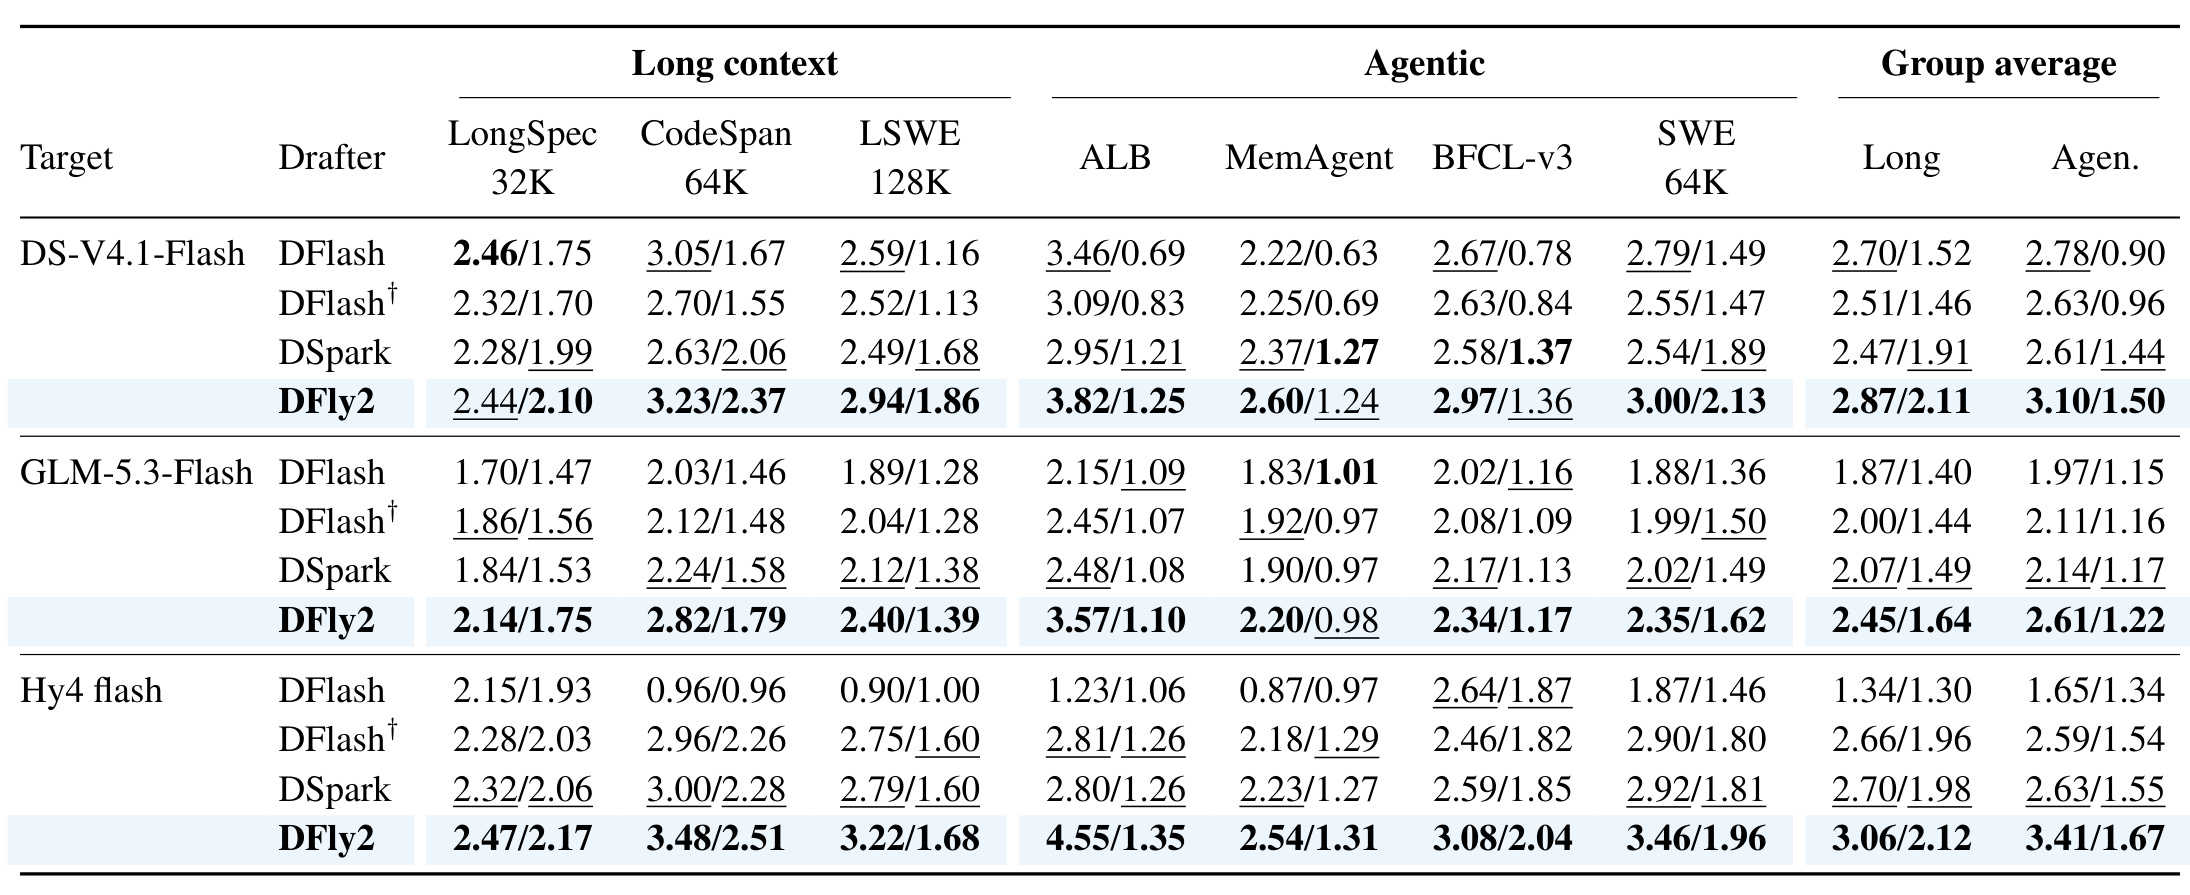 Long context Agentic Group average
Target Drafter LongSpec 32K CodeSpan 64K LSWE 128K ALB MemAgent BFCL-v3 SWE 64K Long Agen.
DS-V4.1-Flash DFlash 2.46/1.75 3.05/1.67 2.59/1.16 3.46/0.69 2.22/0.63 2.67/0.78 2.79/1.49 2.70/1.52 2.78/0.90
DFlash† 2.32/1.70 2.70/1.55 2.52/1.13 3.09/0.83 2.25/0.69 2.63/0.84 2.55/1.47 2.51/1.46 2.63/0.96
DSpark 2.28/1.99 2.63/2.06 2.49/1.68 2.95/1.21 2.37/1.27 2.58/1.37 2.54/1.89 2.47/1.91 2.61/1.44
DFly2 2.44/2.10 3.23/2.37 2.94/1.86 3.82/1.25 2.60/1.24 2.97/1.36 3.00/2.13 2.87/2.11 3.10/1.50
GLM-5.3-Flash DFlash 1.70/1.47 2.03/1.46 1.89/1.28 2.15/1.09 1.83/1.01 2.02/1.16 1.88/1.36 1.87/1.40 1.97/1.15
DFlash† 1.86/1.56 2.12/1.48 2.04/1.28 2.45/1.07 1.92/0.97 2.08/1.09 1.99/1.50 2.00/1.44 2.11/1.16
DSpark 1.84/1.53 2.24/1.58 2.12/1.38 2.48/1.08 1.90/0.97 2.17/1.13 2.02/1.49 2.07/1.49 2.14/1.17
DFly2 2.14/1.75 2.82/1.79 2.40/1.39 3.57/1.10 2.20/0.98 2.34/1.17 2.35/1.62 2.45/1.64 2.61/1.22
Hy4 flash DFlash 2.15/1.93 0.96/0.96 0.90/1.00 1.23/1.06 0.87/0.97 2.64/1.87 1.87/1.46 1.34/1.30 1.65/1.34
DFlash† 2.28/2.03 2.96/2.26 2.75/1.60 2.81/1.26 2.18/1.29 2.46/1.82 2.90/1.80 2.66/1.96 2.59/1.54
DSpark 2.32/2.06 3.00/2.28 2.79/1.60 2.80/1.26 2.23/1.27 2.59/1.85 2.92/1.81 2.70/1.98 2.63/1.55
DFly2 2.47/2.17 3.48/2.51 3.22/1.68 4.55/1.35 2.54/1.31 3.08/2.04 3.46/1.96 3.06/2.12 3.41/1.67